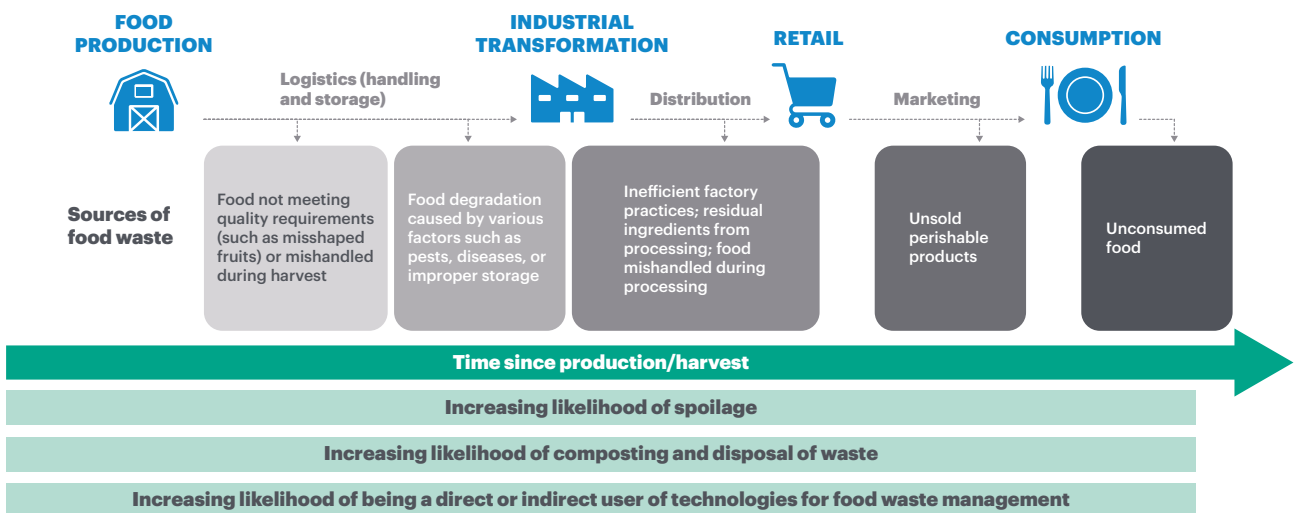 FOOD
PRODUCTION
Logistics (handling
and storage)
INDUSTRIAL
TRANSFORMATION
Distribution
RETAIL
Marketing
CONSUMPTION
Sources of
food waste
Food not meeting
quality requirements
(such as misshaped
fruits) or mishandled
during harvest
Food degradation
caused by various
factors such as
pests, diseases, or
improper storage
Inefficient factory
practices; residual
ingredients from
processing; food
mishandled during
processing
Unsold
perishable
products
Unconsumed
food
Time since production/harvest
Increasing likelihood of spoilage
Increasing likelihood of composting and disposal of waste
Increasing likelihood of being a direct or indirect user of technologies for food waste management